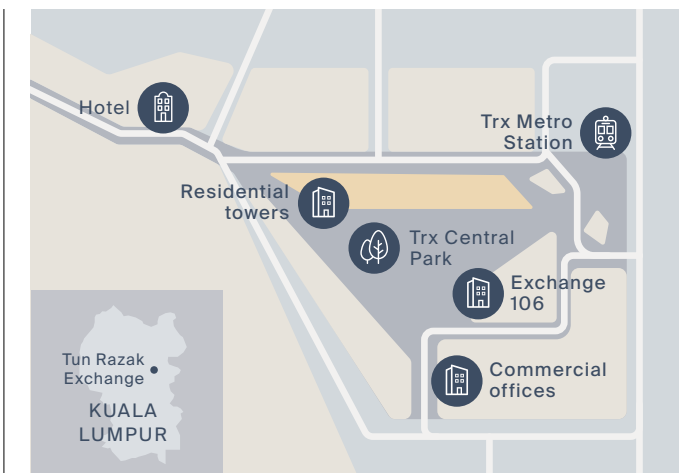 Hotel
Trx Metro
Station
Residential
towers
Trx Central
Park
Exchange
106
Commercial
offices
Tun Razak
Exchange
KUALA
LUMPUR